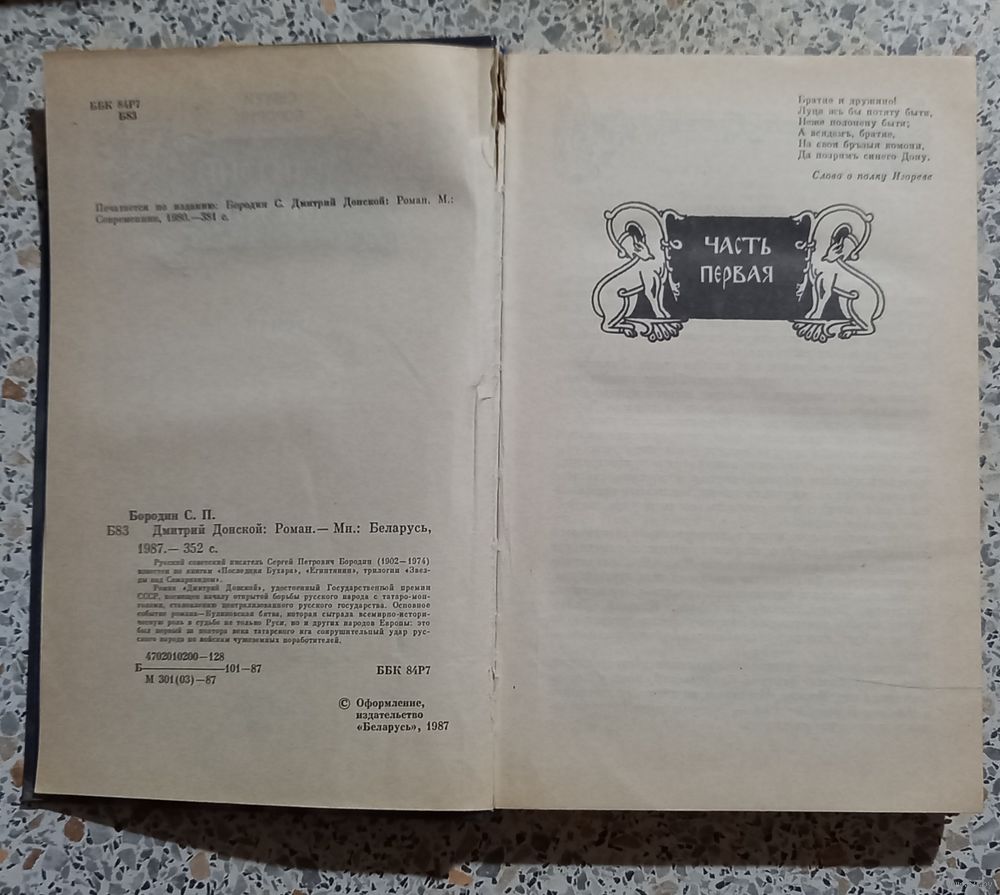 ББК 84Р7
Б83
Печатается по изданию: Бородин С. Дмитрий Донской: Роман. М.:
Современник, 1980.—381 с.
Бородин С. П.
Б83 Дмитрий Донской: Роман.— Мн.: Беларусь,
1987.— 352 с.
Русский советский писатель Сергей Петрович Бородин (1902—1974)
известен по книгам «Последняя Бухара», «Египтянин», трилогии «Звез-
ды над Самаркандом».
Роман «Дмитрий Донской», удостоенный Государственной премии
СССР, посвящен началу открытой борьбы русского народа с татаро-мон-
голами, становлению централизованного русского государства. Основное
событие романа—Куликовская битва, которая сыграла всемирно-истори-
ческую роль в судьбе не только Руси, но и других народов Европы: это
был первый за полтора века татарского ига сокрушительный удар рус-
ского народа по войскам чужеземных поработителей.
4702010200—128
Б————————101—87
М 301(03)—87
ББК 84Р7
© Оформление,
издательство
«Беларусь», 1987
Братие и дружино!
Луце жь бы потяту быти,
Неже полонену быти;
А всядемъ, братие,
На свои бръзыя комони,
Да позримъ синего Дону.
Слово о полку Игореве
ЧАСТЬ
ПЕРВАЯ